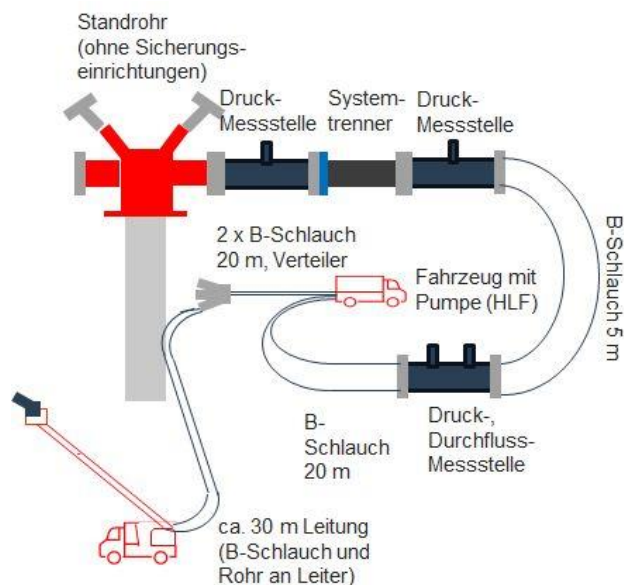 Standrohr
(ohne Sicherungs-
einrichtungen)
Druck-
Messstelle
System-
trenner
Druck-
Messstelle
B-Schlauch 5 m
2 x B-Schlauch
20 m, Verteiler
Fahrzeug mit
Pumpe (HLF)
B-
Schlauch
20 m
Druck-,
Durchfluss-
Messstelle
ca. 30 m Leitung
(B-Schlauch und
Rohr an Leiter)